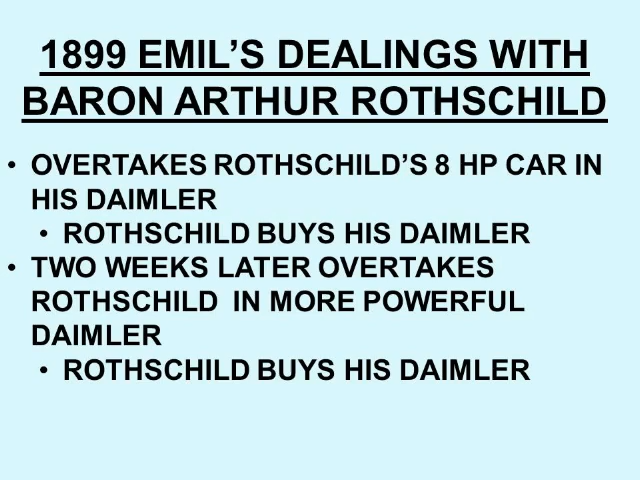 1899 EMIL’S DEALINGS WITH
BARON ARTHUR ROTHSCHILD
• OVERTAKES ROTHSCHILD’S 8 HP CAR IN
HIS DAIMLER
• ROTHSCHILD BUYS HIS DAIMLER
• TWO WEEKS LATER OVERTAKES
ROTHSCHILD IN MORE POWERFUL
DAIMLER
• ROTHSCHILD BUYS HIS DAIMLER